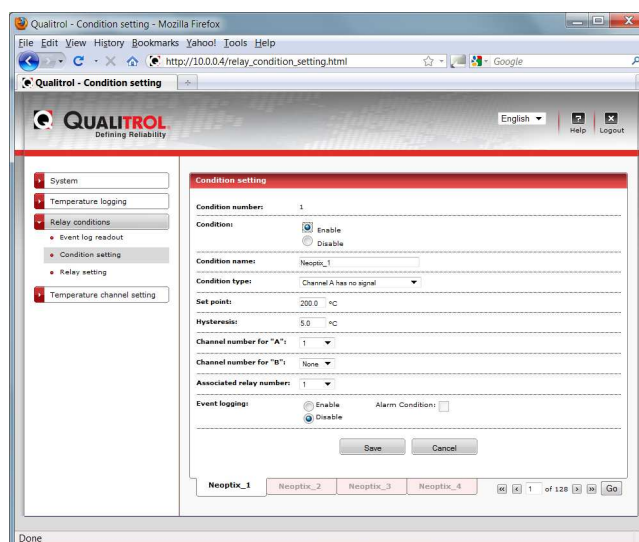 Qualitrol - Condition setting - Mozilla Firefox
File Edit View History Bookmarks Yahoo! Tools Help
http://10.0.0.4/relay_condition_setting.html
Google
Qualitrol - Condition setting
QUALITROL
Defining Reliability
English
Help
Logout
System
Temperature logging
Relay conditions
Event log readout
Condition setting
Relay setting
Temperature channel setting
Condition setting
Condition number: 1
Condition: Enable
Disable
Condition name: Neoptix_1
Condition type: Channel A has no signal
Set point: 200.0 ºC
Hysteresis: 5.0 ºC
Channel number for "A": 1
Channel number for "B": None
Associated relay number: 1
Event logging: Enable Alarm Condition:
Disable
Save Cancel
Neoptix_1 Neoptix_2 Neoptix_3 Neoptix_4 1 of 128 Go
Done